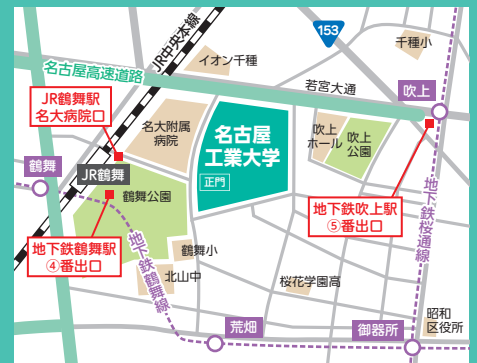 153
千種小
JR中央本線
イオン千種
名古屋高速道路
若宮大通
吹上
JR鶴舞駅
名大病院口
名大附属
病院
名古屋
工業大学
正門
吹上
ホール
吹上
公園
鶴舞
JR鶴舞
鶴舞公園
地下鉄吹上駅
⑤番出口
地下鉄桜通線
地下鉄鶴舞駅
④番出口
地下鉄鶴舞線
鶴舞小
北山中
桜花学園高
荒畑
御器所
昭和
区役所